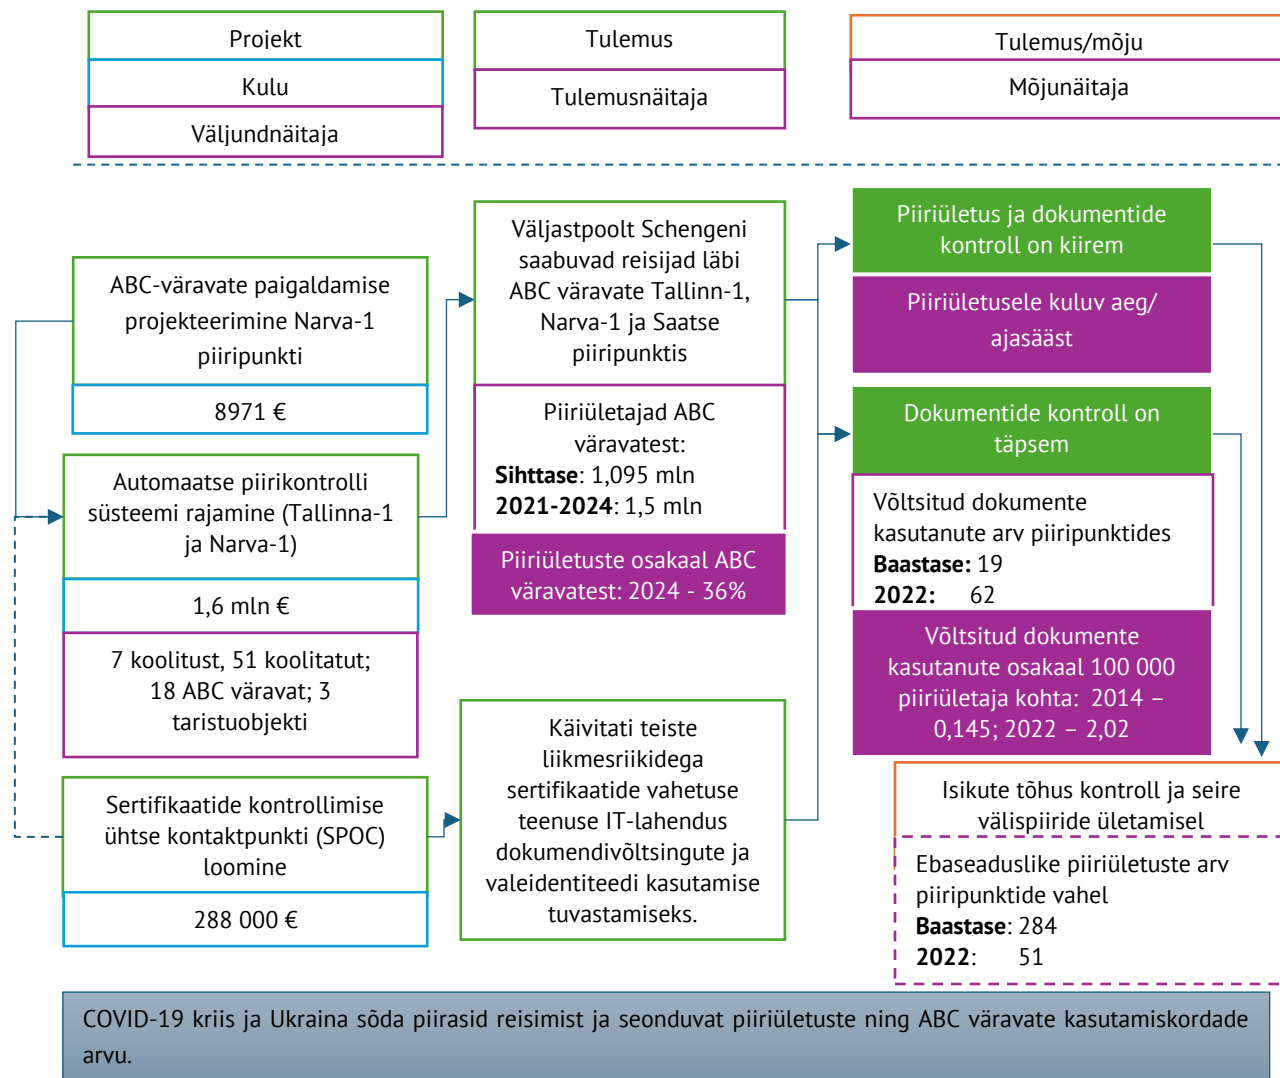 Projekt
Kulu
Väljundnäitaja
Tulemus
Tulemusnäitaja
Tulemus/mõju
Mõjunäitaja
ABC-väravate paigaldamise
projekteerimine Narva-1
piiripunkti
8971 €
Automaatse piirikontrolli
süsteemi rajamine (Tallinna-1
ja Narva-1)
1,6 mln €
7 koolitust, 51 koolitatut;
18 ABC väravat; 3
taristuobjekti
Sertifikaatide kontrollimise
ühtse kontaktpunkti (SPOC)
loomine
288 000 €
Väljastpoolt Schengeni
saabuvad reisijad läbi
ABC väravate Tallinn-1,
Narva-1 ja Saatse
piiripunktis
Piiriületajad ABC
väravatest:
Sihttase: 1,095 mln
2021-2024: 1,5 mln
Piiriületuste osakaal ABC
väravatest: 2024 - 36%
Käivitati teiste
liikmesriikidega
sertifikaatide vahetuse
teenuse IT-lahendus
dokumendivõltsingute ja
valeidentiteedi kasutamise
tuvastamiseks.
Piiriületus ja dokumentide
kontroll on kiirem
Piiriületusele kuluv aeg/
ajasääst
Dokumentide kontroll on
täpsem
Võltsitud dokumente
kasutanute arv piiripunktides
Baastase: 19
2022: 62
Võltsitud dokumente
kasutanute osakaal 100 000
piiriületaja kohta: 2014 –
0,145; 2022 – 2,02
Isikute tõhus kontroll ja seire
välispiiride ületamisel
Ebaseaduslike piiriületuste arv
piiripunktide vahel
Baastase: 284
2022: 51
COVID-19 kriis ja Ukraina sõda piirasid reisimist ja seonduvat piiriületuste ning ABC väravate kasutamiskordade
arvu.